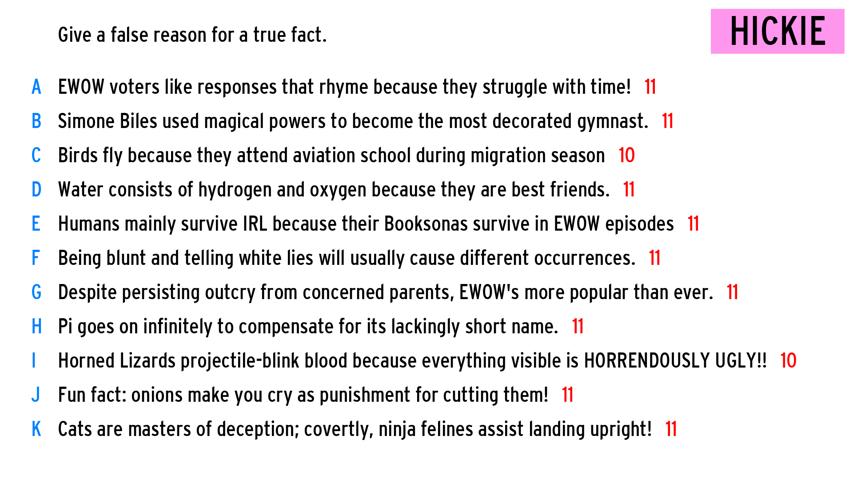 Give a false reason for a true fact.
HICKIE
A EWOW voters like responses that rhyme because they struggle with time! 11
B Simone Biles used magical powers to become the most decorated gymnast. 11
C Birds fly because they attend aviation school during migration season 10
D Water consists of hydrogen and oxygen because they are best friends. 11
E Humans mainly survive IRL because their Booksonas survive in EWOW episodes 11
F Being blunt and telling white lies will usually cause different occurrences. 11
G Despite persisting outcry from concerned parents, EWOW's more popular than ever. 11
H Pi goes on infinitely to compensate for its lackingly short name. 11
I Horned Lizards projectile-blink blood because everything visible is HORRENDOUSLY UGLY!! 10
J Fun fact: onions make you cry as punishment for cutting them! 11
K Cats are masters of deception; covertly, ninja felines assist landing upright! 11